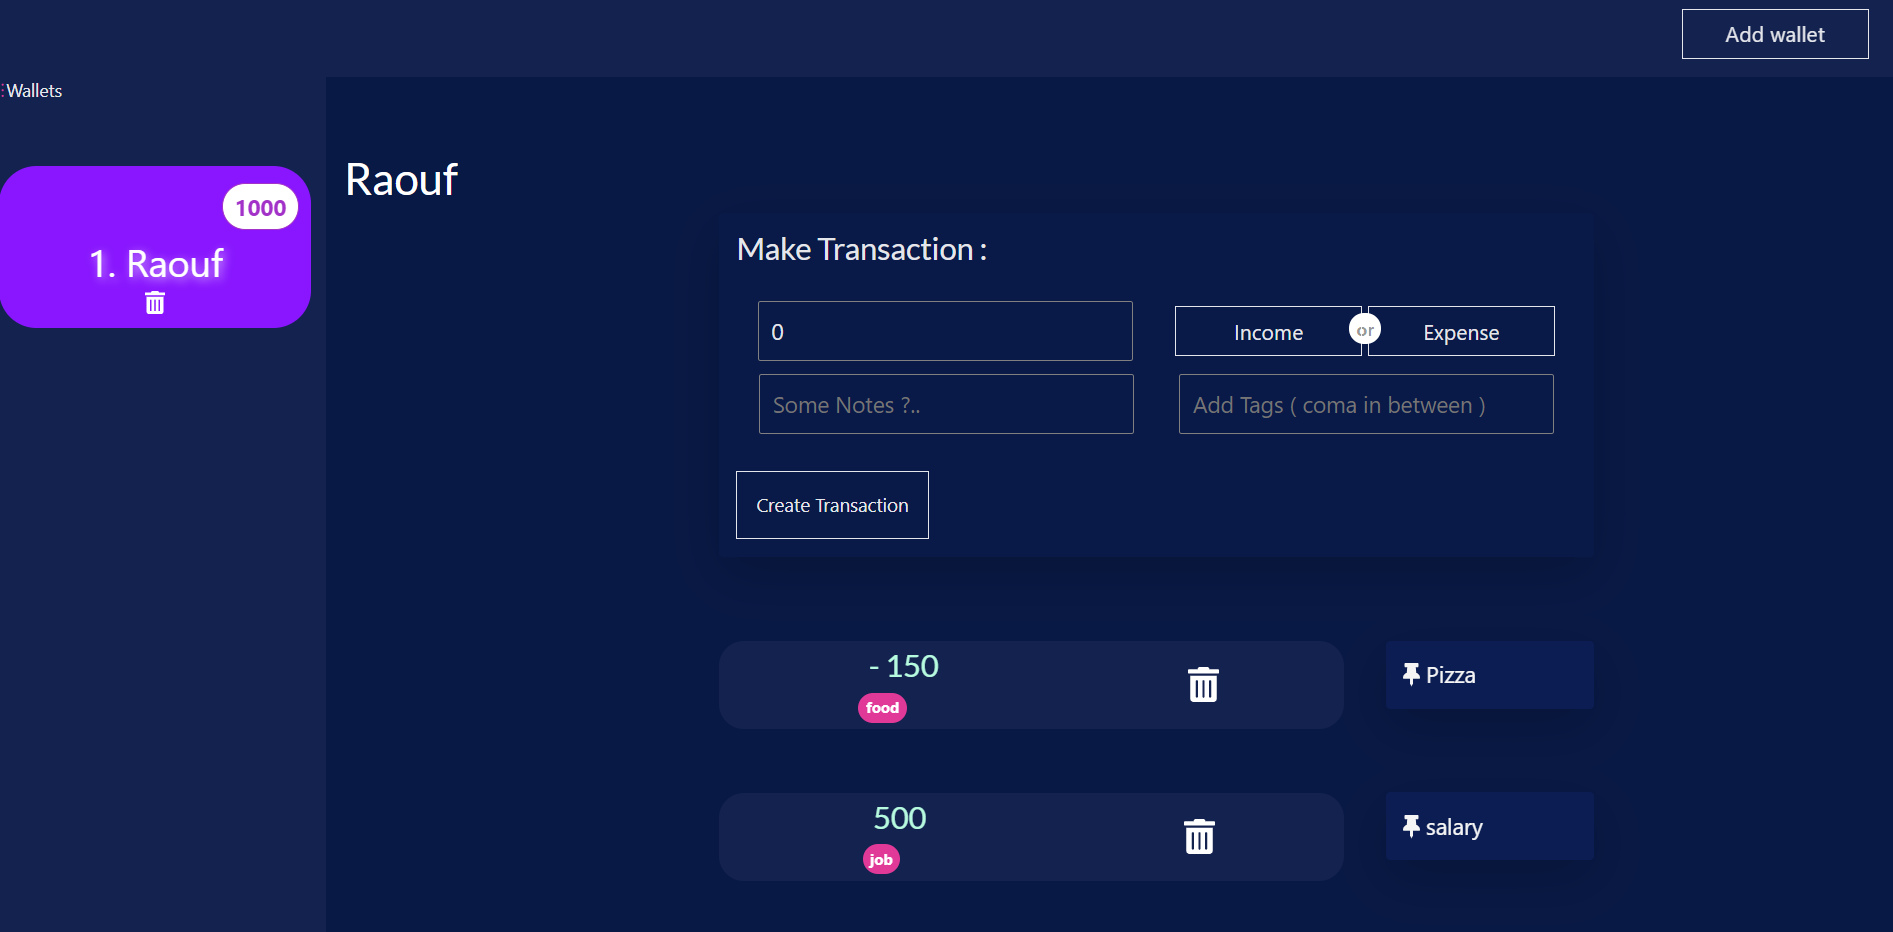 Add wallet
Wallets
1000
1. Raouf
Raouf
Make Transaction :
0
Income or Expense
Some Notes ?..
Add Tags ( coma in between )
Create Transaction
- 150
food
Pizza
500
job
salary